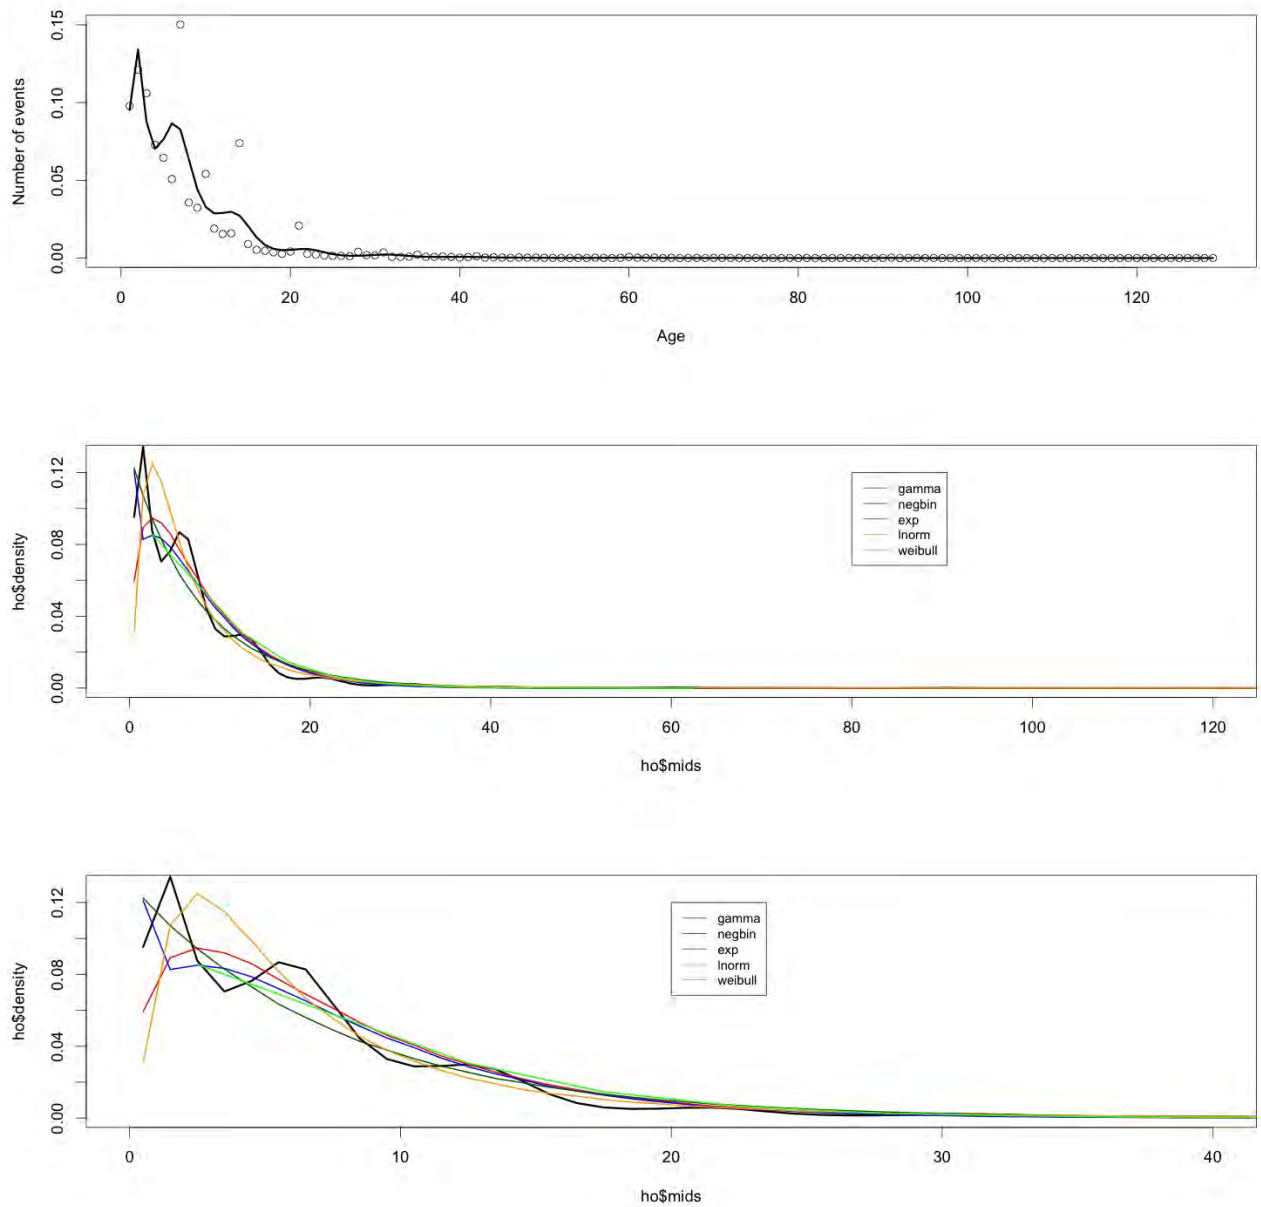 0.15
0.10
0.05
0.00
Number of events
0 20 40 60 80 100 120
Age
0.12
0.08
0.04
0.00
ho$density
gamma
negbin
exp
lnorm
weibull
0 20 40 60 80 100 120
ho$mids
0.12
0.08
0.04
0.00
ho$density
gamma
negbin
exp
lnorm
weibull
0 10 20 30 40
ho$mids